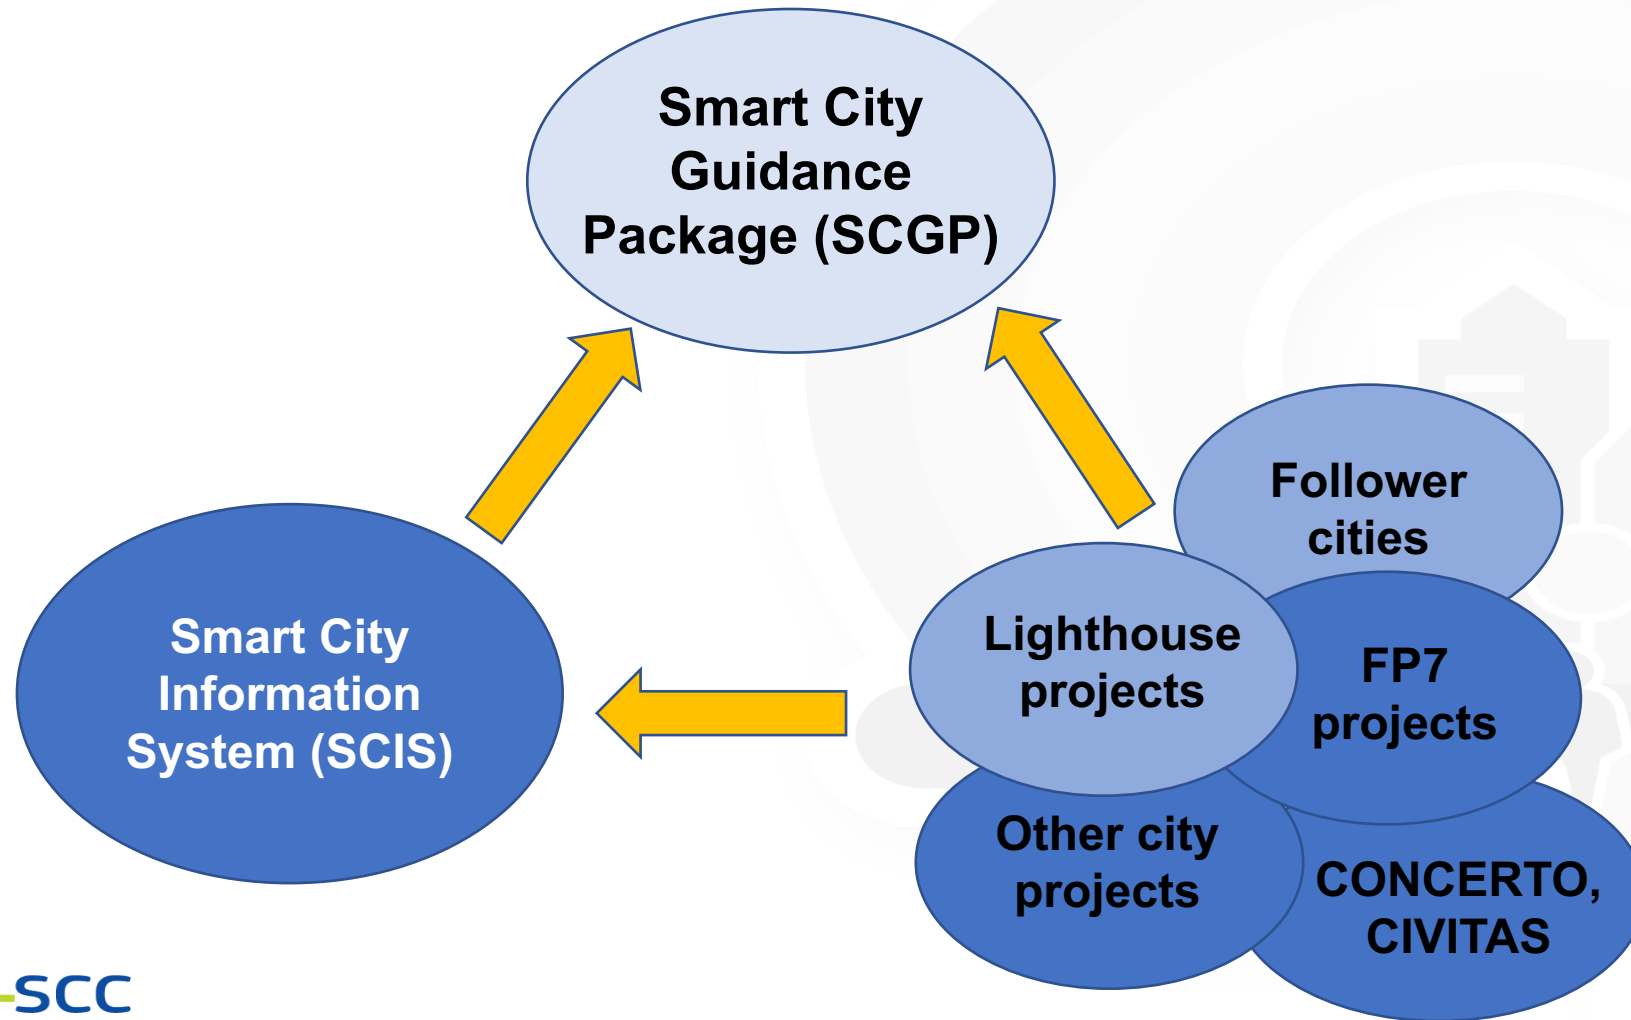 Smart City
Guidance
Package (SCGP)
Follower
cities
Lighthouse
projects
FP7
projects
Smart City
Information
System (SCIS)
Other city
projects
CONCERTO,
CIVITAS
SCC